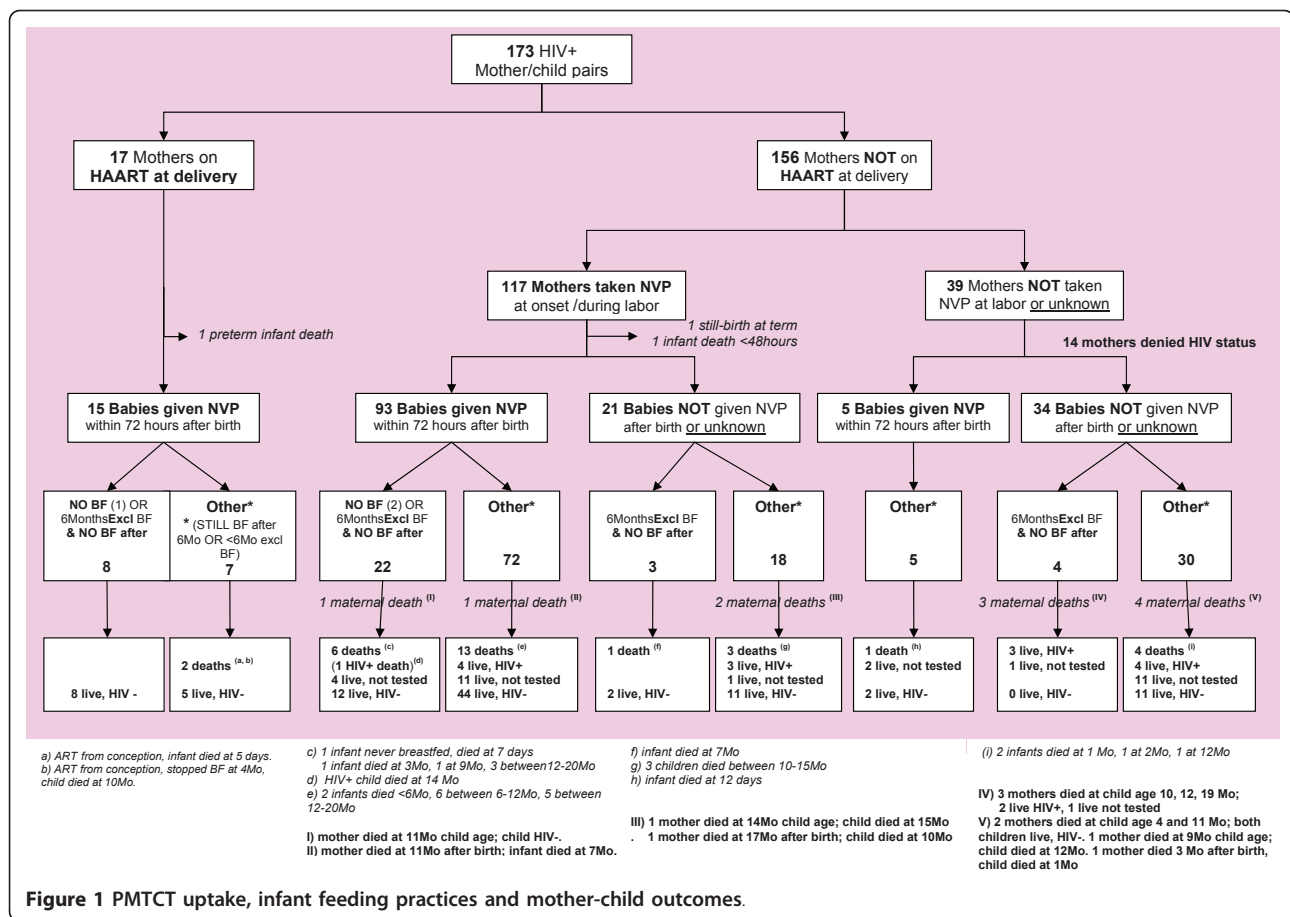 173 HIV+
Mother/child pairs
17 Mothers on
HAART at delivery
156 Mothers NOT on
HAART at delivery
117 Mothers taken NVP
at onset /during labor
39 Mothers NOT taken
NVP at labor or unknown
1 preterm infant death
1 still-birth at term
1 infant death <48hours
14 mothers denied HIV status
15 Babies given NVP
within 72 hours after birth
93 Babies given NVP
within 72 hours after birth
21 Babies NOT given NVP
after birth or unknown
5 Babies given NVP
within 72 hours after birth
34 Babies NOT given NVP
after birth or unknown
NO BF (1) OR
6MonthsExcl BF
& NO BF after
8
Other*
* (STILL BF after
6Mo OR <6Mo excl
BF)
7
NO BF (2) OR
6MonthsExcl BF
& NO BF after
22
Other*
72
6MonthsExcl BF
& NO BF after
3
Other*
18
Other*
5
6MonthsExcl BF
& NO BF after
4
Other*
30
1 maternal death (I)
1 maternal death (II)
2 maternal deaths (III)
3 maternal deaths (IV)
4 maternal deaths (V)
8 live, HIV -
2 deaths (a, b)
5 live, HIV-
6 deaths (c)
(1 HIV+ death)(d)
4 live, not tested
12 live, HIV-
13 deaths (e)
4 live, HIV+
11 live, not tested
44 live, HIV-
1 death (f)
2 live, HIV-
3 deaths (g)
3 live, HIV+
1 live, not tested
11 live, HIV-
1 death (h)
2 live, not tested
2 live, HIV-
3 live, HIV+
1 live, not tested
0 live, HIV-
4 deaths (i)
4 live, HIV+
11 live, not tested
11 live, HIV-
a) ART from conception, infant died at 5 days.
b) ART from conception, stopped BF at 4Mo,
child died at 10Mo.
c) 1 infant never breastfed, died at 7 days
1 infant died at 3Mo, 1 at 9Mo, 3 between12-20Mo
d) HIV+ child died at 14 Mo
e) 2 infants died <6Mo, 6 between 6-12Mo, 5 between
12-20Mo
I) mother died at 11Mo child age; child HIV-.
II) mother died at 11Mo after birth; infant died at 7Mo.
f) infant died at 7Mo
g) 3 children died between 10-15Mo
h) infant died at 12 days
III) 1 mother died at 14Mo child age; child died at 15Mo
. 1 mother died at 17Mo after birth; child died at 10Mo
(i) 2 infants died at 1 Mo, 1 at 2Mo, 1 at 12Mo
IV) 3 mothers died at child age 10, 12, 19 Mo;
2 live HIV+, 1 live not tested
V) 2 mothers died at child age 4 and 11 Mo; both
children live, HIV-. 1 mother died at 9Mo child age;
child died at 12Mo. 1 mother died 3 Mo after birth,
child died at 1Mo
Figure 1 PMTCT uptake, infant feeding practices and mother-child outcomes.